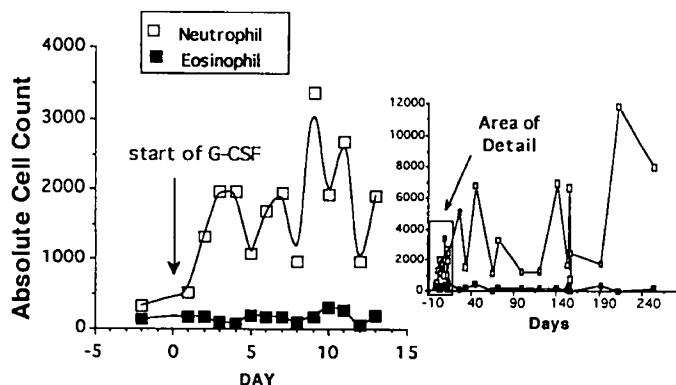 Neutrophil
Eosinophil
Absolute Cell Count
4000
3000
2000
1000
0
start of G-CSF
-5
0
5
10
15
DAY
12000
10000
8000
6000
4000
2000
0
Area of
Detail
-10
40
90
140
190
240
Days